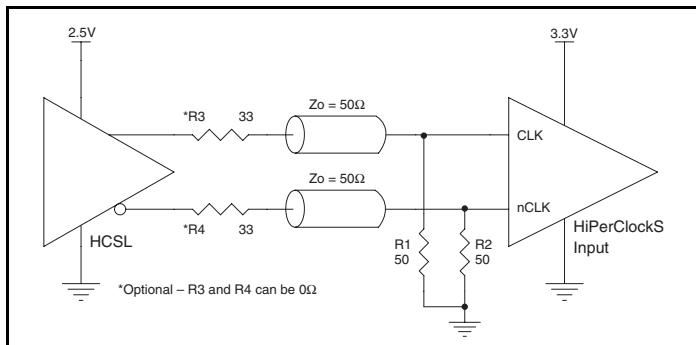 2.5V
3.3V
*R3 33
Zo = 50Ω
CLK
Zo = 50Ω
nCLK
HCSL
*R4 33
R1
50
R2
50
HiPerClockS
Input
*Optional – R3 and R4 can be 0Ω